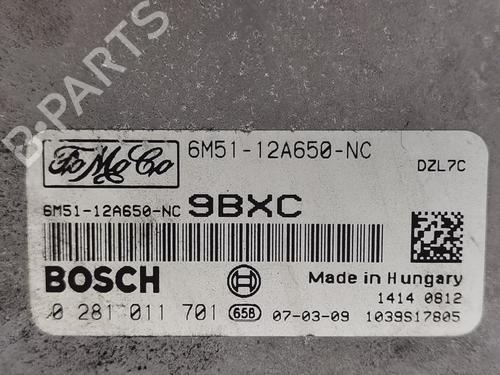 B-PARTS
FoMoCo
6M51-12A650-NC
DZL7C
6M51-12A650-NC 9BXC
BOSCH
Made in Hungary
1414 0812
0 281 011 701 65B 07-03-09 1039S17805